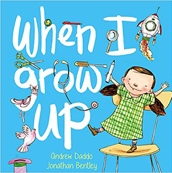 When I
grow
up
Andrew Daddo
Jonathan Bentley